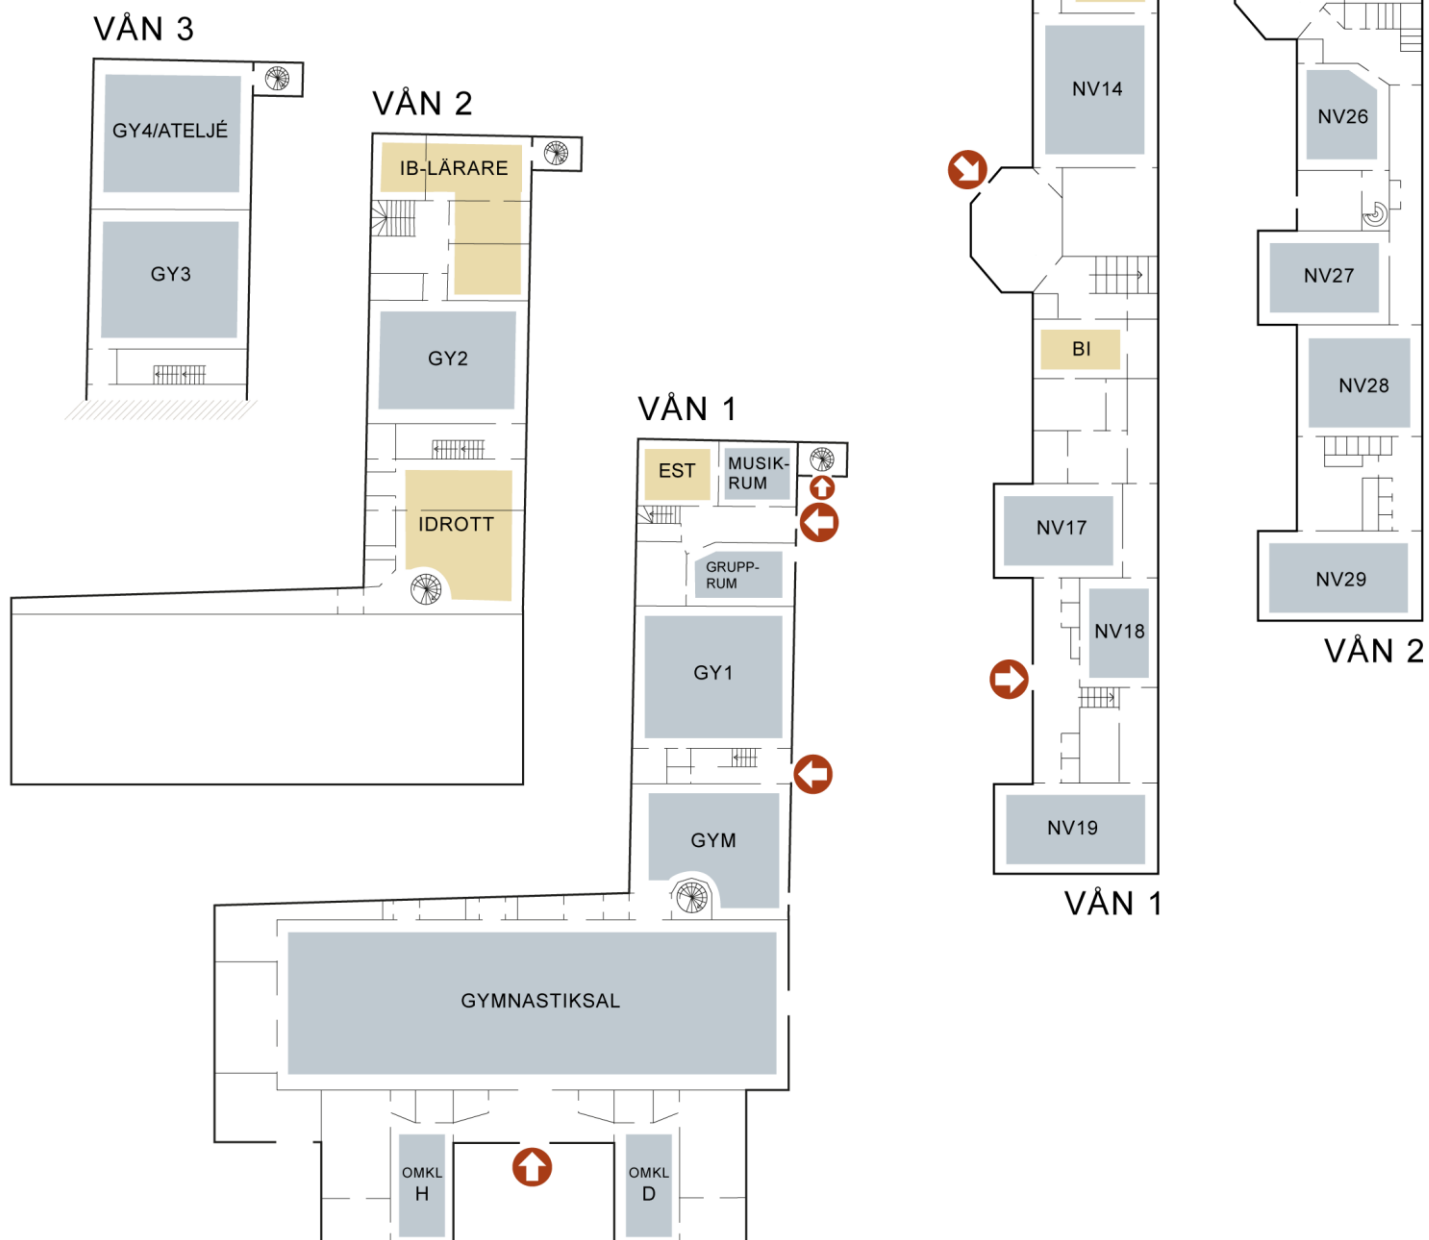 VÅN 3
GY4/ATELJÉ
GY3
VÅN 2
IB-LÄRARE
GY2
IDROTT
VÅN 1
EST
MUSIK-
RUM
GRUPP-
RUM
GY1
GYM
GYMNASTIKSAL
OMKL
H
OMKL
D
NV14
BI
NV17
NV18
NV19
VÅN 1
NV26
NV27
NV28
NV29
VÅN 2